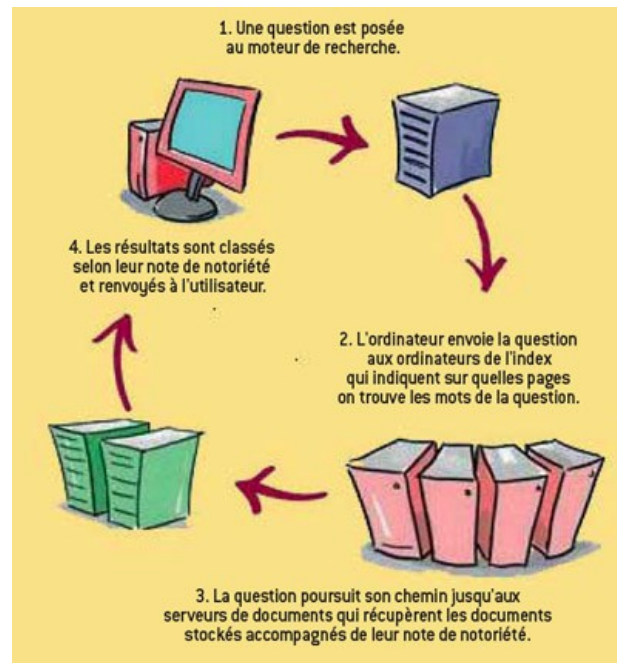 1. Une question est posée
au moteur de recherche.
4. Les résultats sont classés
selon leur note de notoriété
et renvoyés à l'utilisateur.
2. L'ordinateur envoie la question
aux ordinateurs de l'index
qui indiquent sur quelles pages
on trouve les mots de la question.
3. La question poursuit son chemin jusqu'aux
serveurs de documents qui récupèrent les documents
stockés accompagnés de leur note de notoriété.